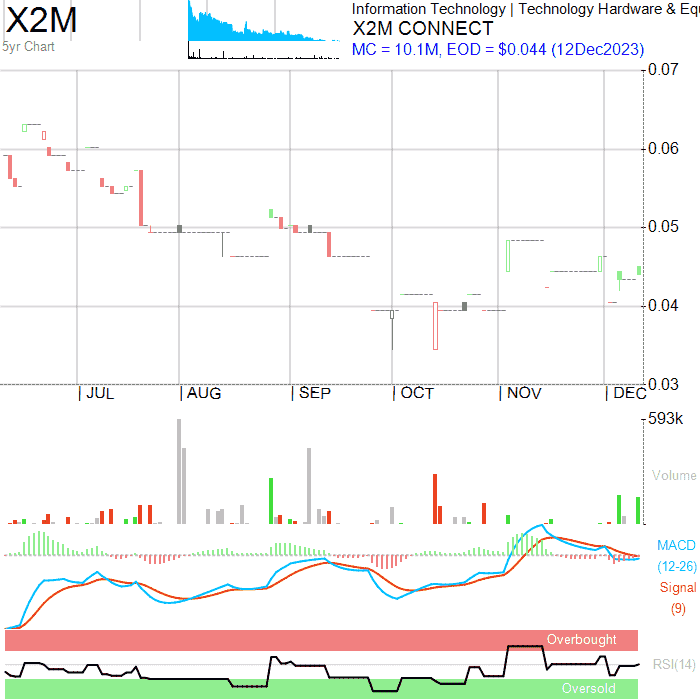 X2M
5yr Chart
Information Technology | Technology Hardware & Equ
X2M CONNECT
MC = 10.1M, EOD = $0.044 (12Dec2023)
0.07
0.06
0.05
0.04
0.03
| JUL | AUG | SEP | OCT | NOV | DEC
593k
Volume
MACD
(12-26)
Signal
(9)
Overbought
RSI(14)
Oversold